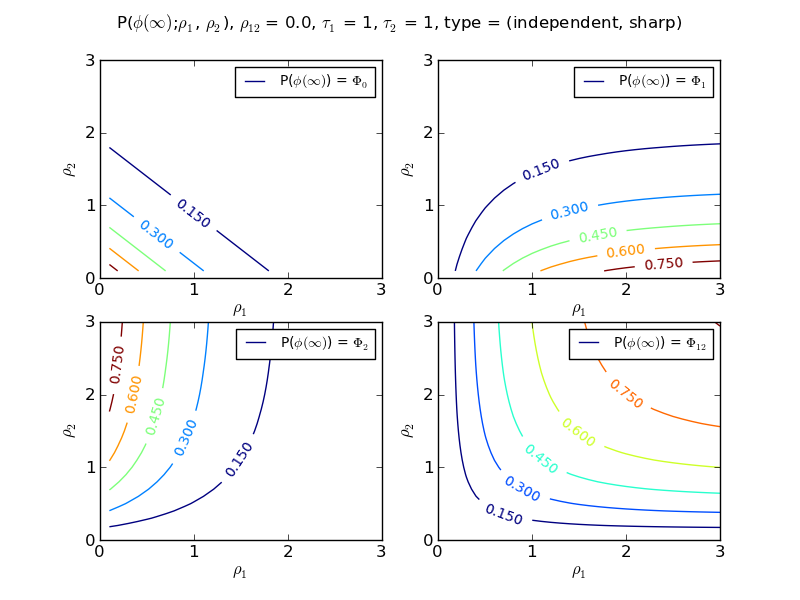 P(ϕ(∞);ρ₁, ρ₂), ρ₁₂ = 0.0, τ₁ = 1, τ₂ = 1, type = (independent, sharp)
P(ϕ(∞)) = Φ₀
3
2
1
0
0 1 2 3
ρ₂
ρ₁
0.150
0.300
P(ϕ(∞)) = Φ₁
3
2
1
0
0 1 2 3
ρ₂
ρ₁
0.150
0.300
0.450
0.600
0.750
P(ϕ(∞)) = Φ₂
3
2
1
0
0 1 2 3
ρ₂
ρ₁
0.750
0.600
0.450
0.300
0.150
P(ϕ(∞)) = Φ₁₂
3
2
1
0
0 1 2 3
ρ₂
ρ₁
0.750
0.600
0.450
0.300
0.150